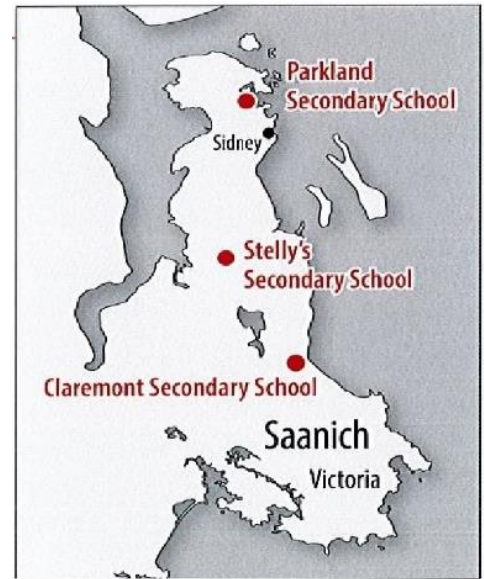 Parkland
Secondary School
Sidney
Stelly's
Secondary School
Claremont Secondary School
Saanich
Victoria